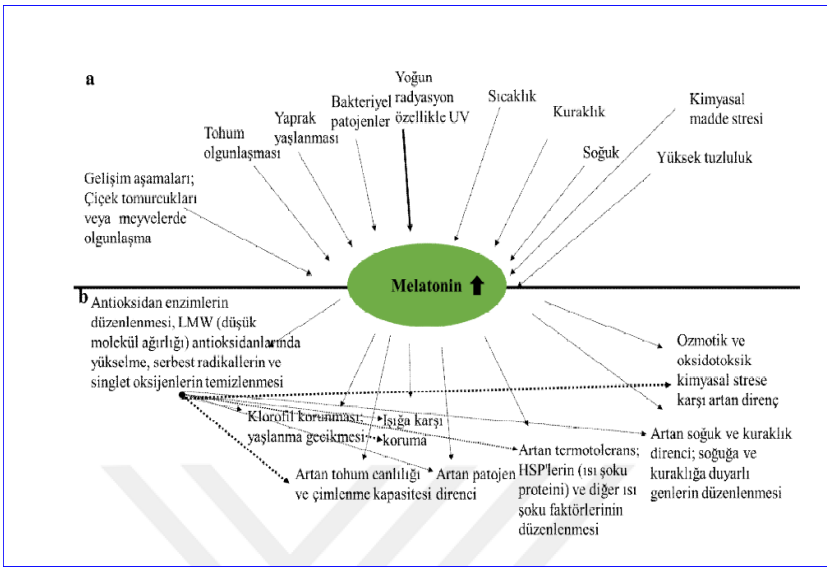 a
Gelişim aşamaları;
Çiçek tomurcukları
veya meyvelerde
olgunlaşma
Tohum
olgunlaşması
Yaprak
yaşlanması
Bakteriyel
patojenler
Yoğun
radyasyon
özellikle UV
Sıcaklık
Kuraklık
Soğuk
Kimyasal
madde stresi
Yüksek tuzluluk
Melatonin
b
Antioksidan enzimlerin
düzenlenmesi, LMW (düşük
molekül ağırlığı) antioksidanlarında
yükselme, serbest radikallerin ve
singlet oksijenlerin temizlenmesi
Klorofil korunması;
yaşlanma gecikmesi
Işığa karşı
koruma
Artan tohum canlılığı
ve çimlenme kapasitesi
Artan patojen
direnci
Artan termotolerans;
HSP'lerin (ısı şoku
proteini) ve diğer ısı
şoku faktörlerinin
düzenlenmesi
Artan soğuk ve kuraklık
direnci; soğuğa ve
kuraklığa duyarlı
genlerin düzenlenmesi
Ozmotik ve
oksidotoksik
kimyasal strese
karşı artan direnç